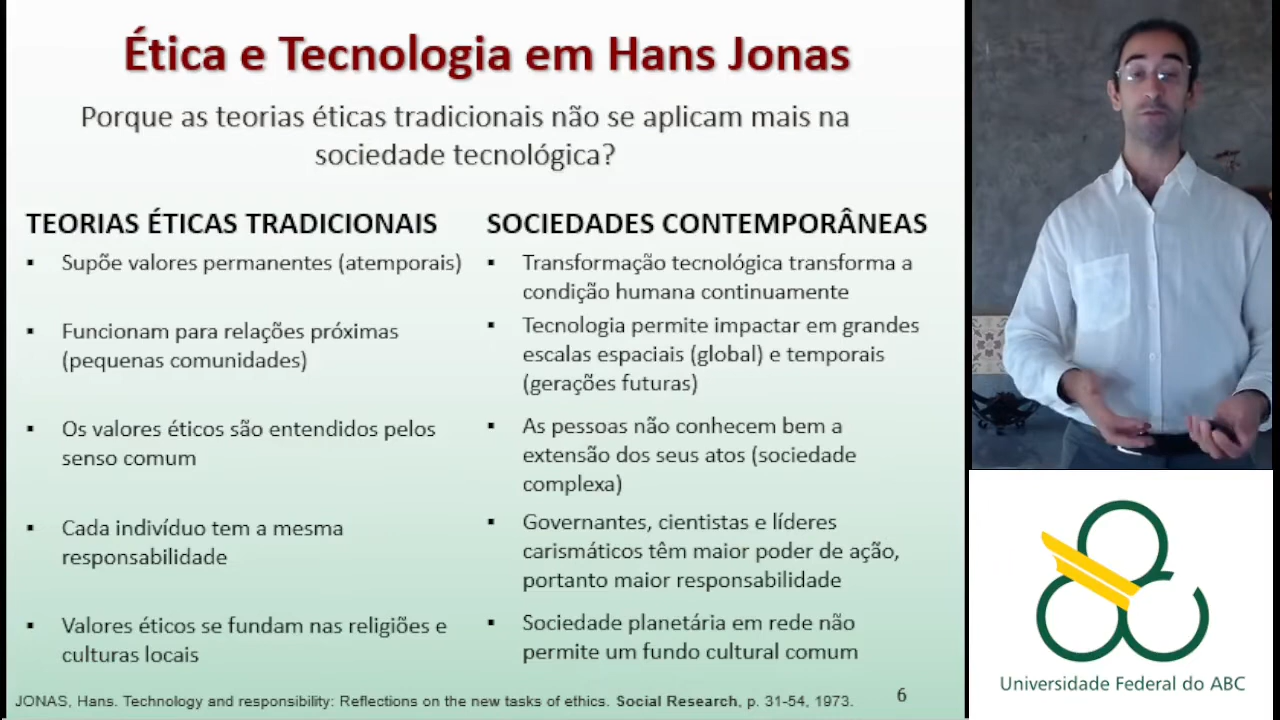 Ética e Tecnologia em Hans Jonas
Porque as teorias éticas tradicionais não se aplicam mais na
sociedade tecnológica?
TEORIAS ÉTICAS TRADICIONAIS
▪ Supõe valores permanentes (atemporais)
▪ Funcionam para relações próximas
(pequenas comunidades)
▪ Os valores éticos são entendidos pelos
senso comum
▪ Cada indivíduo tem a mesma
responsabilidade
▪ Valores éticos se fundam nas religiões e
culturas locais
SOCIEDADES CONTEMPORÂNEAS
▪ Transformação tecnológica transforma a
condição humana continuamente
▪ Tecnologia permite impactar em grandes
escalas espaciais (global) e temporais
(gerações futuras)
▪ As pessoas não conhecem bem a
extensão dos seus atos (sociedade
complexa)
▪ Governantes, cientistas e líderes
carismáticos têm maior poder de ação,
portanto maior responsabilidade
▪ Sociedade planetária em rede não
permite um fundo cultural comum
JONAS, Hans. Technology and responsibility: Reflections on the new tasks of ethics. Social Research, p. 31-54, 1973.
6
Universidade Federal do ABC